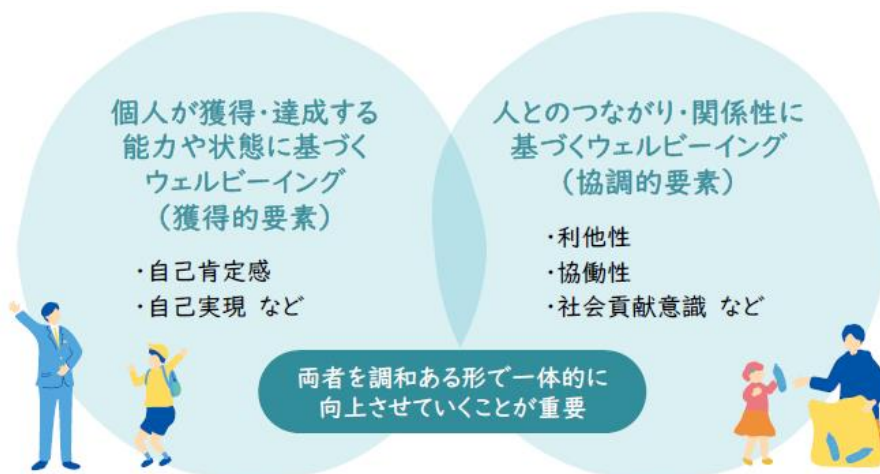 個人が獲得・達成する
能力や状態に基づく
ウェルビーイング
（獲得的要素）
・自己肯定感
・自己実現 など
人とのつながり・関係性に
基づくウェルビーイング
（協調的要素）
・利他性
・協働性
・社会貢献意識 など
両者を調和ある形で一体的に
向上させていくことが重要